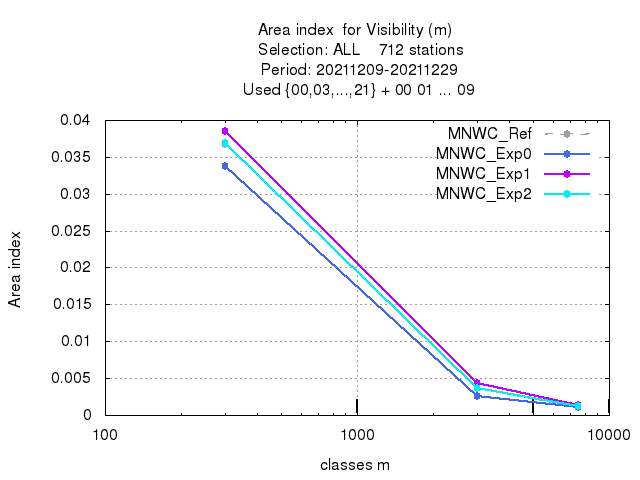 Area index  for Visibility (m)
Selection: ALL    712 stations
Period: 20211209-20211229
Used {00,03,...,21} + 00 01 ... 09
0.04
0.035
0.03
0.025
0.02
0.015
0.01
0.005
0
Area index
MNWC_Ref
MNWC_Exp0
MNWC_Exp1
MNWC_Exp2
100
1000
10000
classes m